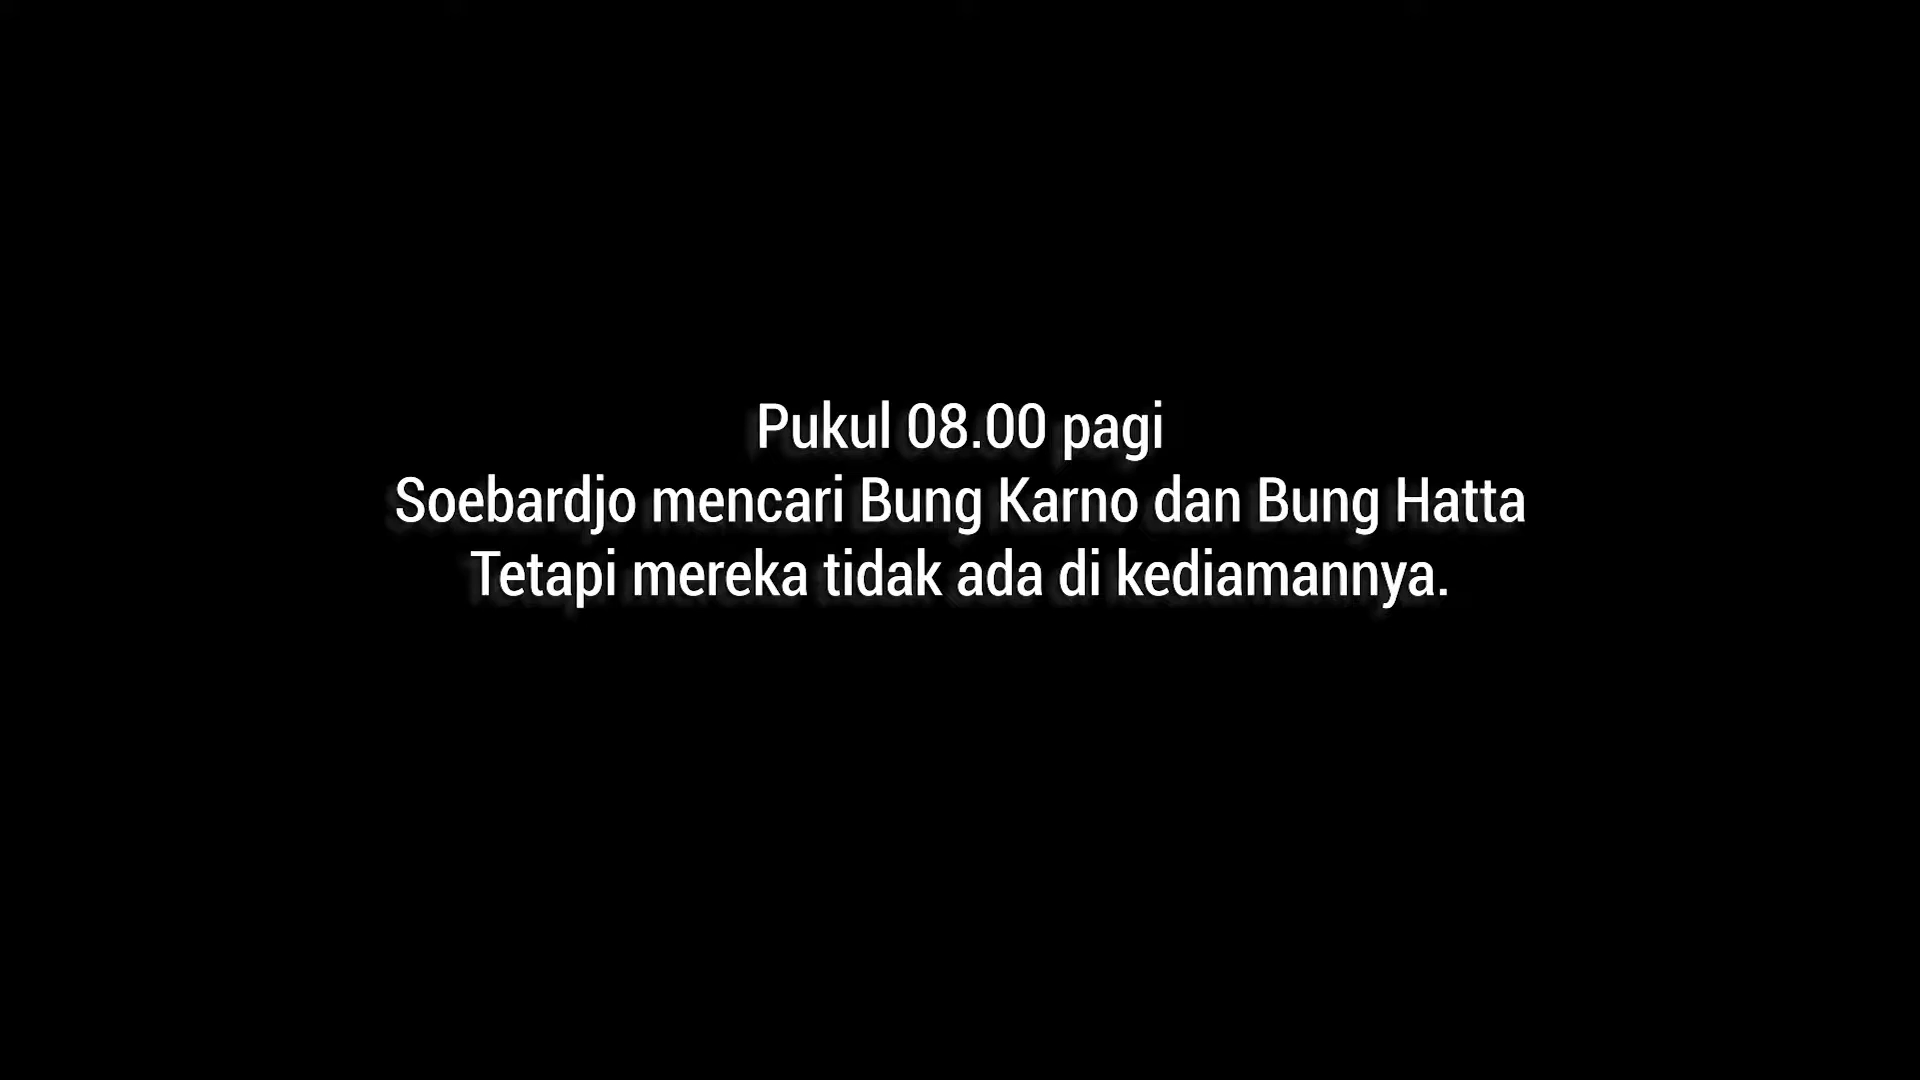 Pukul 08.00 pagi
Soebardjo mencari Bung Karno dan Bung Hatta
Tetapi mereka tidak ada di kediamannya.